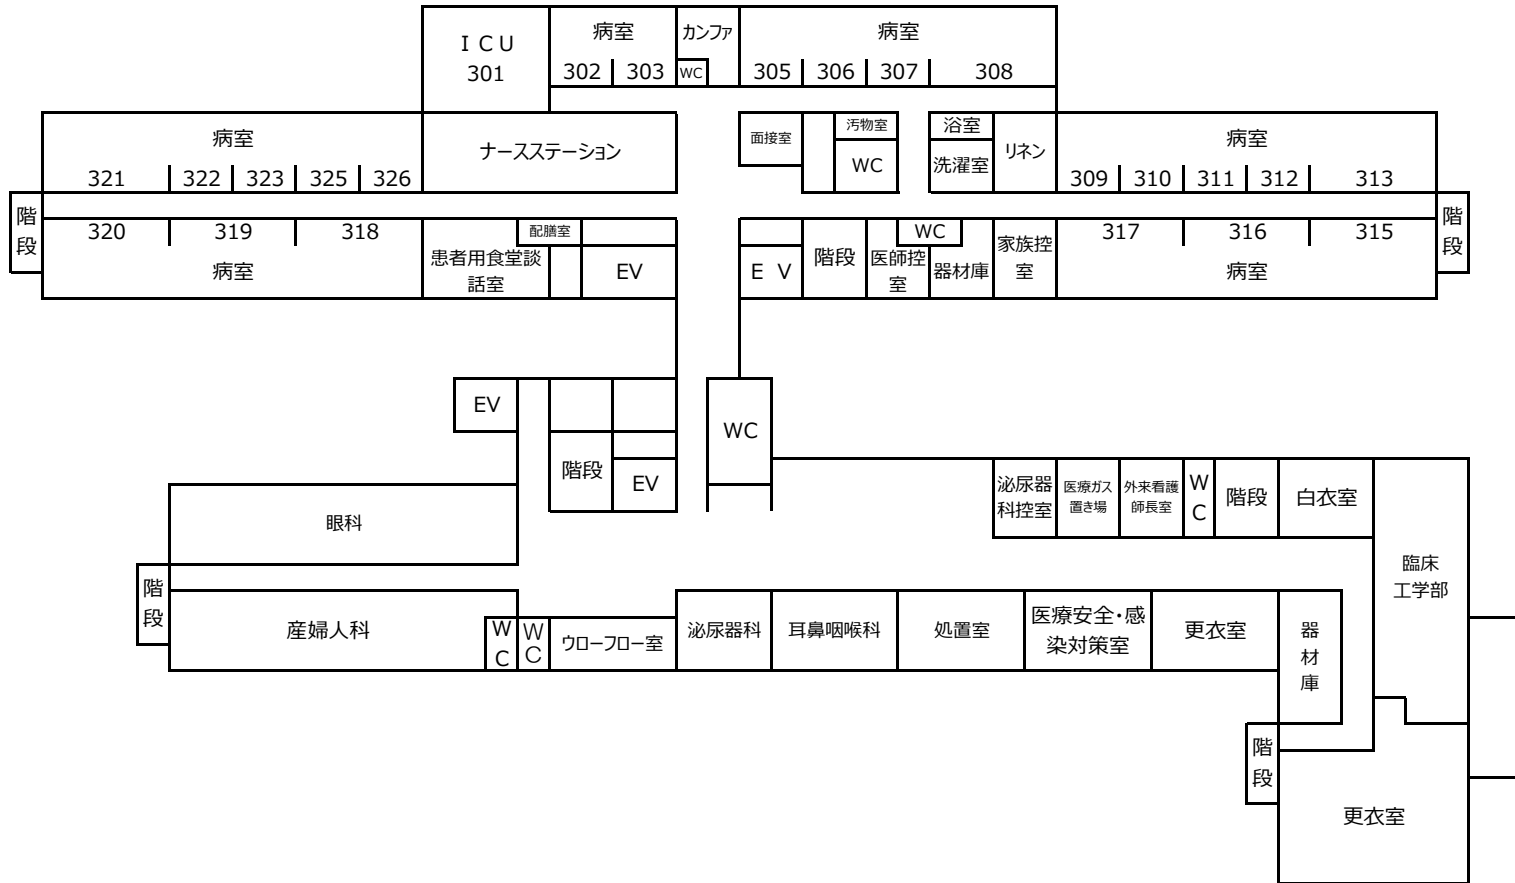 ＩＣＵ
301
病室
302 303
カンファ
WC
病室
305 306 307 308
病室
321 322 323 325 326
ナースステーション
面接室
汚物室
WC
浴室
洗濯室
リネン
病室
309 310 311 312 313
階
段
320 319 318
病室
患者用食堂談
話室
配膳室
EV
Ｅ Ｖ
階段
医師控
室
WC
器材庫
家族控
室
317 316 315
病室
階
段
EV
階段
EV
WC
眼科
階
段
産婦人科
W
C
W
C
ウローフロー室
泌尿器科
耳鼻咽喉科
処置室
医療安全・感
染対策室
更衣室
器
材
庫
泌尿器
科控室
医療ガス
置き場
外来看護
師長室
W
C
階段
白衣室
臨床
工学部
階
段
更衣室